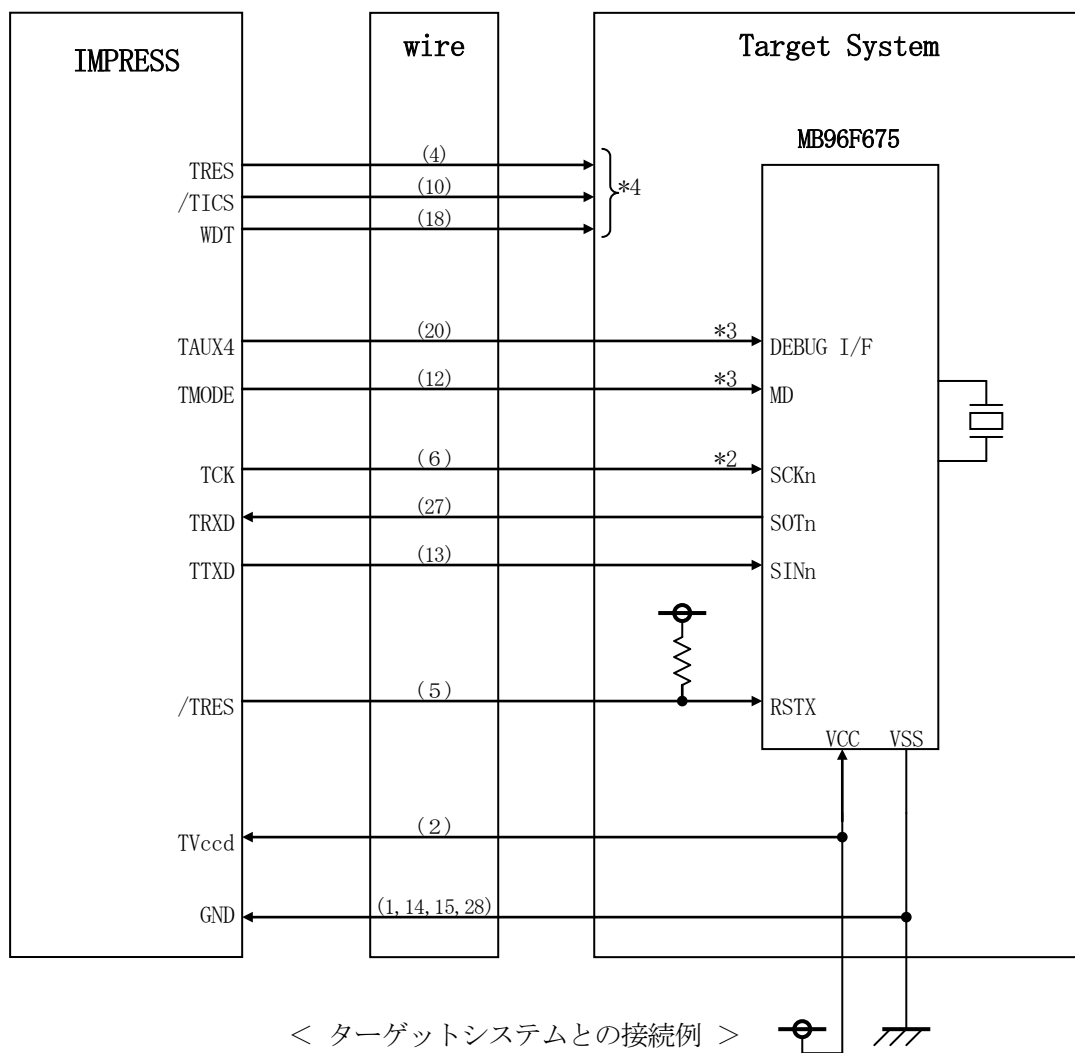 IMPRESS
wire
Target System
MB96F675
TRES
(4)
*4
/TICS
(10)
WDT
(18)
TAUX4
(20)
*3
DEBUG I/F
TMODE
(12)
*3
MD
TCK
(6)
*2
SCKn
TRXD
(27)
SOTn
TTXD
(13)
SINn
/TRES
(5)
RSTX
VCC
VSS
TVccd
(2)
GND
(1, 14, 15, 28)
< ターゲットシステムとの接続例 >